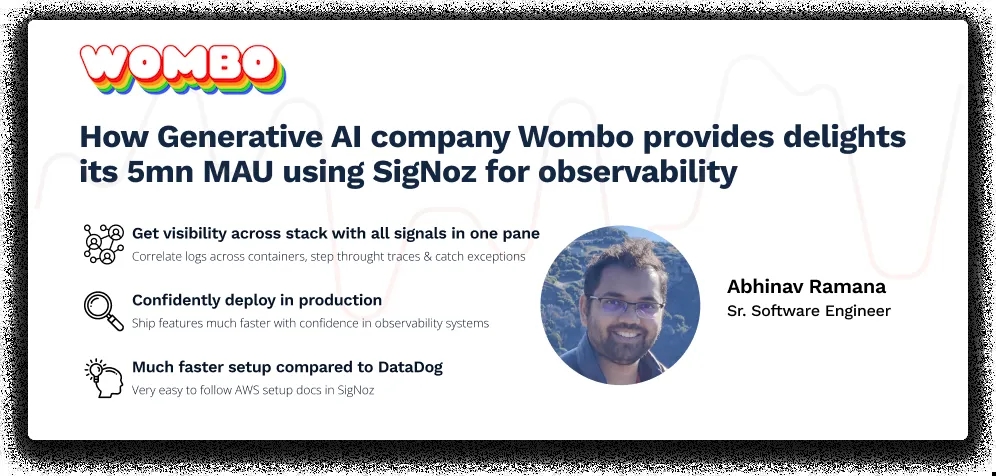 WOMBO
How Generative AI company Wombo provides delights
its 5mn MAU using SigNoz for observability
Get visibility across stack with all signals in one pane
Correlate logs across containers, step throught traces & catch exceptions
Confidently deploy in production
Ship features much faster with confidence in observability systems
Much faster setup compared to DataDog
Very easy to follow AWS setup docs in SigNoz
Abhinav Ramana
Sr. Software Engineer